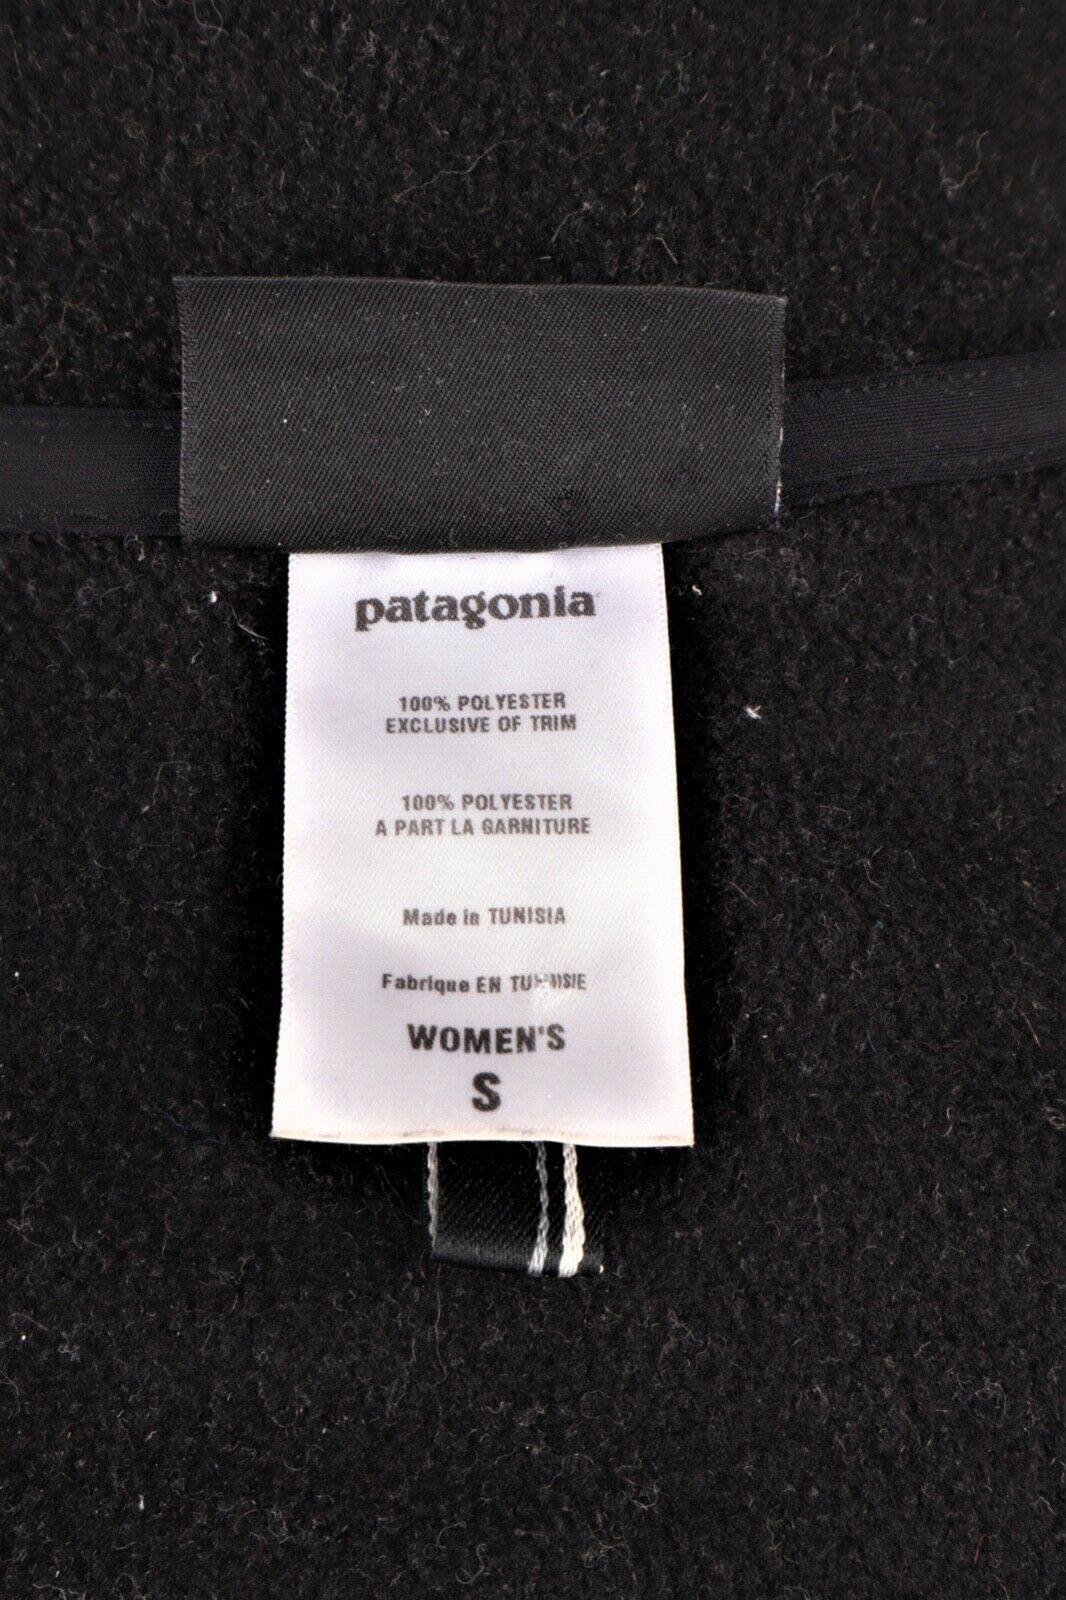 patagonia
100% POLYESTER
EXCLUSIVE OF TRIM
100% POLYESTER
A PART LA GARNITURE
Made in TUNISIA
Fabrique EN TUNISIE
WOMEN'S
S